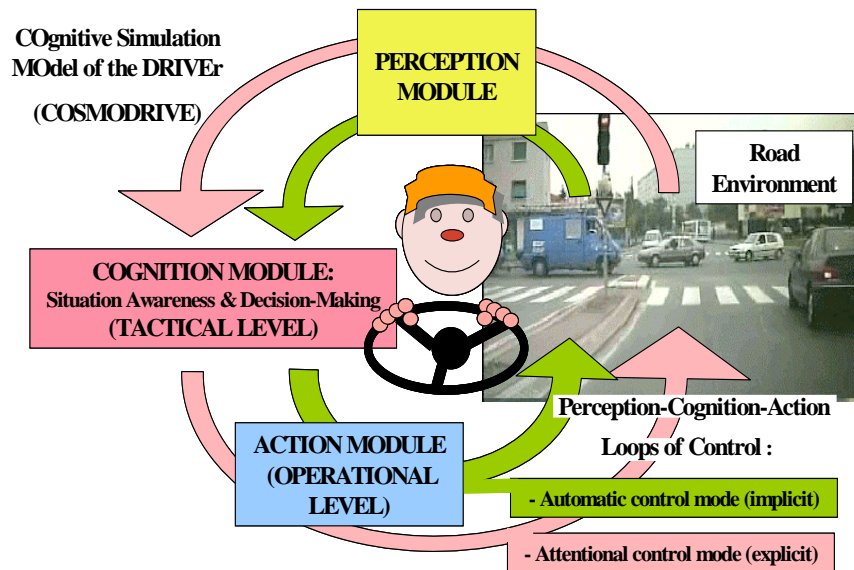 COgnitive Simulation
MOdel of the DRIVEr
(COSMODRIVE)
PERCEPTION
MODULE
Road
Environment
COGNITION MODULE:
Situation Awareness & Decision-Making
(TACTICAL LEVEL)
ACTION MODULE
(OPERATIONAL
LEVEL)
Perception-Cognition-Action
Loops of Control :
- Automatic control mode (implicit)
- Attentional control mode (explicit)